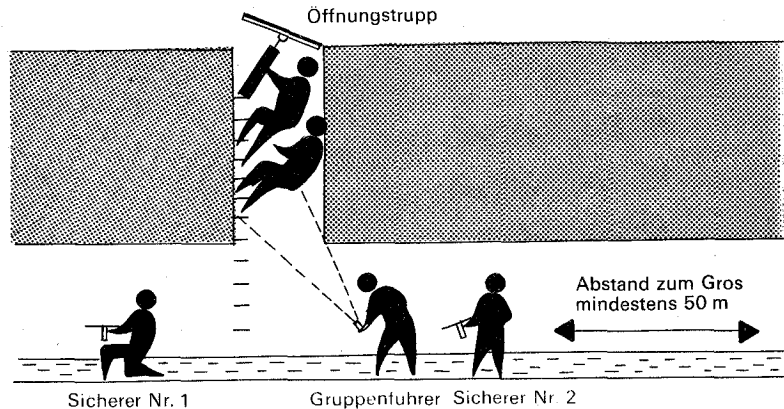 Öffnungstrupp
Abstand zum Gros
mindestens 50 m
Sicherer Nr. 1
Gruppenfuhrer
Sicherer Nr. 2